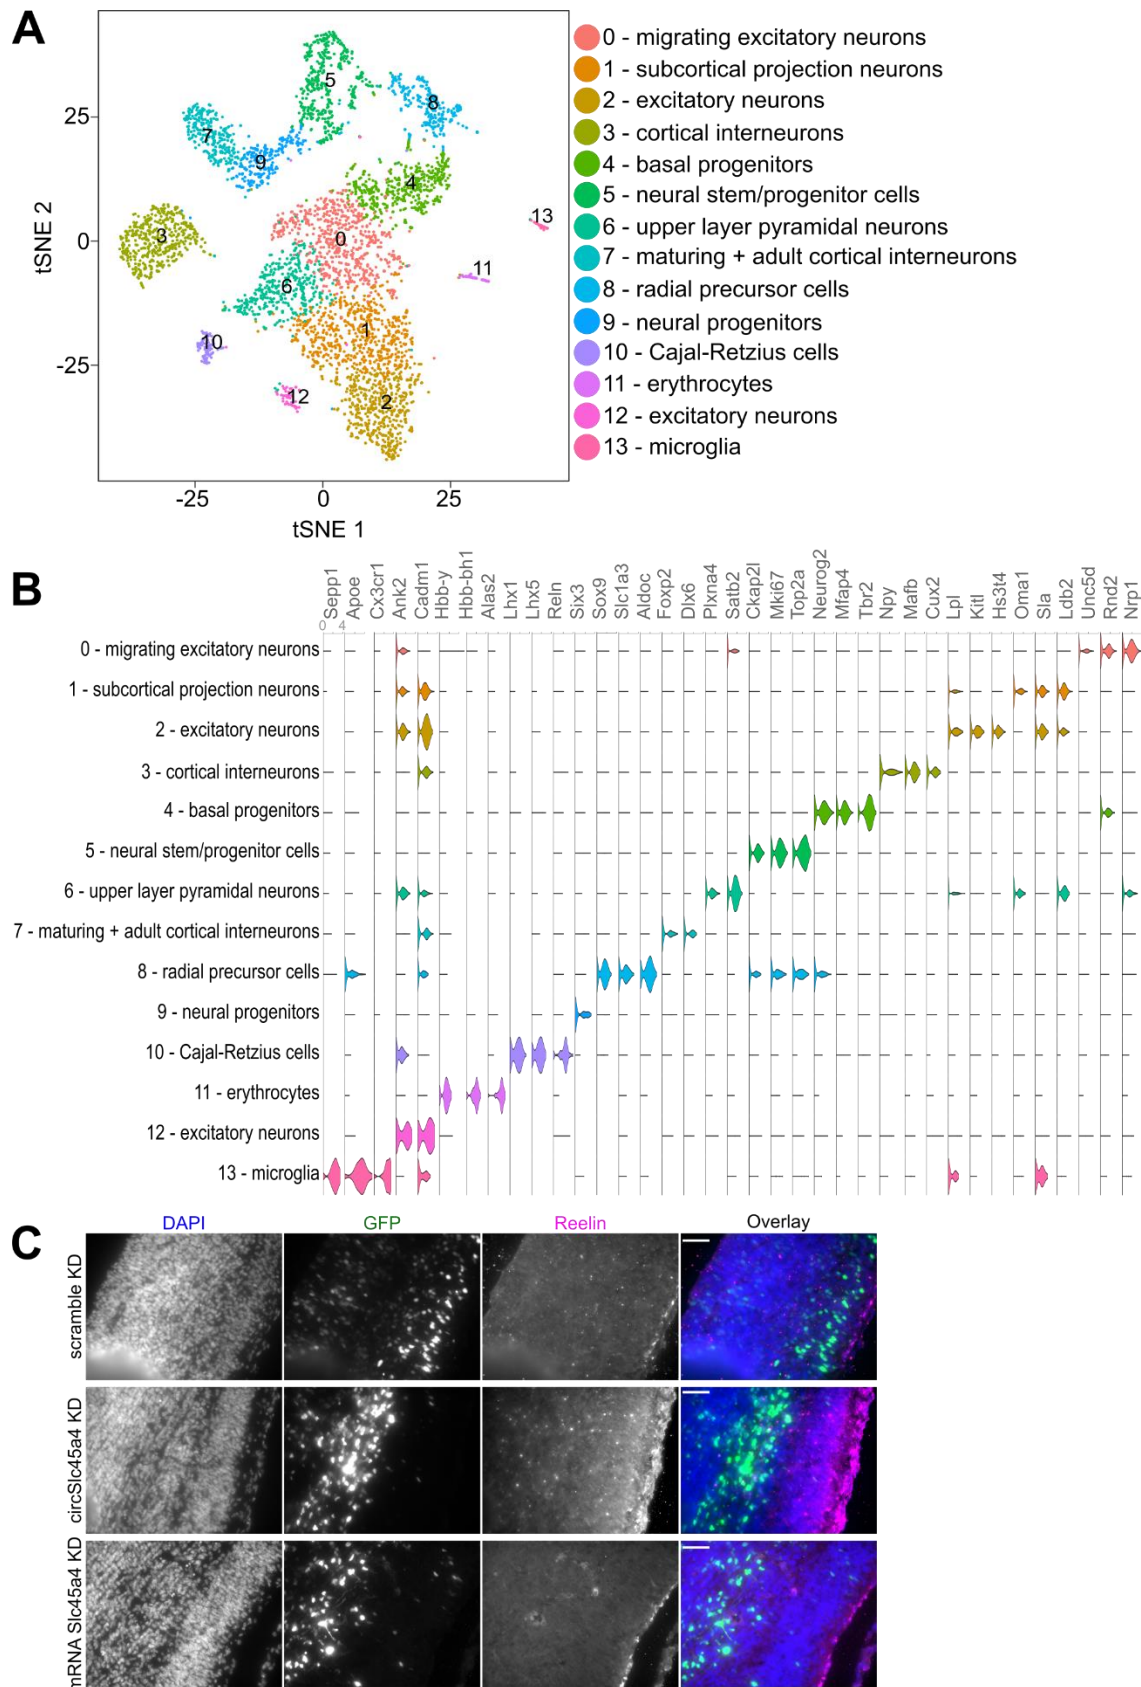 A
0 - migrating excitatory neurons
1 - subcortical projection neurons
2 - excitatory neurons
3 - cortical interneurons
4 - basal progenitors
5 - neural stem/progenitor cells
6 - upper layer pyramidal neurons
7 - maturing + adult cortical interneurons
8 - radial precursor cells
9 - neural progenitors
10 - Cajal-Retzius cells
11 - erythrocytes
12 - excitatory neurons
13 - microglia
5
8
7
9
4
3
0
13
11
6
1
10
12
2
25
0
-25
tSNE 2
-25 0 25
tSNE 1
B
Sepp1 Apoe Cx3cr1 Ank2 Cadm1 Hbb-y Hbb-bh1 Alas2 Lhx1 Lhx5 Reln Six3 Sox9 Slc1a3 Aldoc Foxp2 Dlx6 Plxna4 Satb2 Ckap2l Mki67 Top2a Neurog2 Mfap4 Tbr2 Npy Mafb Cux2 Lpl Kitl Hs3t4 Oma1 Sla Ldb2 Unc5d Rnd2 Nrp1
0 4
0 - migrating excitatory neurons
1 - subcortical projection neurons
2 - excitatory neurons
3 - cortical interneurons
4 - basal progenitors
5 - neural stem/progenitor cells
6 - upper layer pyramidal neurons
7 - maturing + adult cortical interneurons
8 - radial precursor cells
9 - neural progenitors
10 - Cajal-Retzius cells
11 - erythrocytes
12 - excitatory neurons
13 - microglia
C
DAPI GFP Reelin Overlay
scramble KD
circSlc45a4 KD
mRNA Slc45a4 KD